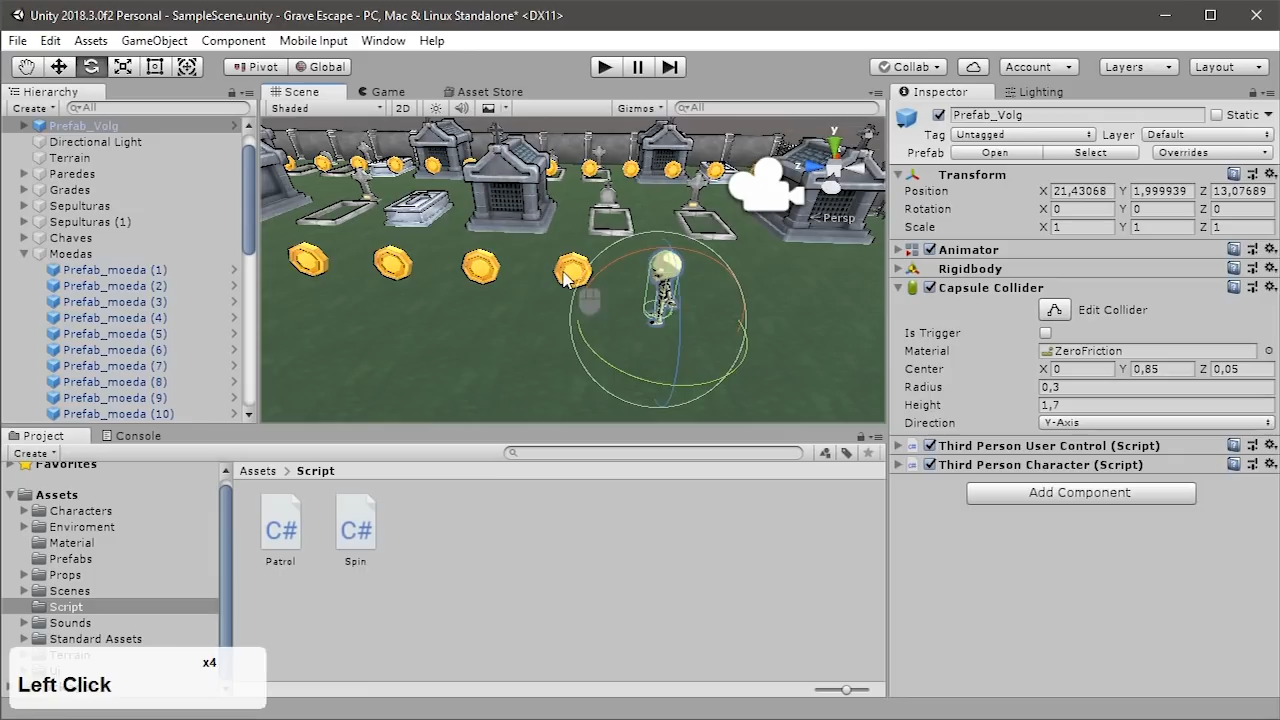 Unity 2018.3.0f2 Personal - SampleScene.unity - Grave Escape - PC, Mac & Linux Standalone* <DX11>
File Edit Assets GameObject Component Mobile Input Window Help
Pivot Global Collab Account Layers Layout
Hierarchy
Create All
Prefab_Volg
Directional Light
Terrain
Paredes
Grades
Sepulturas
Sepulturas (1)
Chaves
Moedas
Prefab_moeda (1)
Prefab_moeda (2)
Prefab_moeda (3)
Prefab_moeda (4)
Prefab_moeda (5)
Prefab_moeda (6)
Prefab_moeda (7)
Prefab_moeda (8)
Prefab_moeda (9)
Prefab_moeda (10)
Scene Game Asset Store
Shaded 2D Gizmos All
y
z
Persp
Inspector Lighting
Prefab_Volg Static
Tag Untagged Layer Default
Prefab Open Select Overrides
Transform
Position X 21,43068 Y 1,999939 Z 13,07689
Rotation X 0 Y 0 Z 0
Scale X 1 Y 1 Z 1
Animator
Rigidbody
Capsule Collider
Edit Collider
Is Trigger
Material ZeroFriction
Center X 0 Y 0,85 Z 0,05
Radius 0,3
Height 1,7
Direction Y-Axis
Third Person User Control (Script)
Third Person Character (Script)
Add Component
Project Console
Create
Favorites
Assets
Characters
Enviroment
Material
Prefabs
Props
Scenes
Script
Sounds
Standard Assets
Terrain
Assets Script
C# C#
Patrol Spin
x4
Left Click